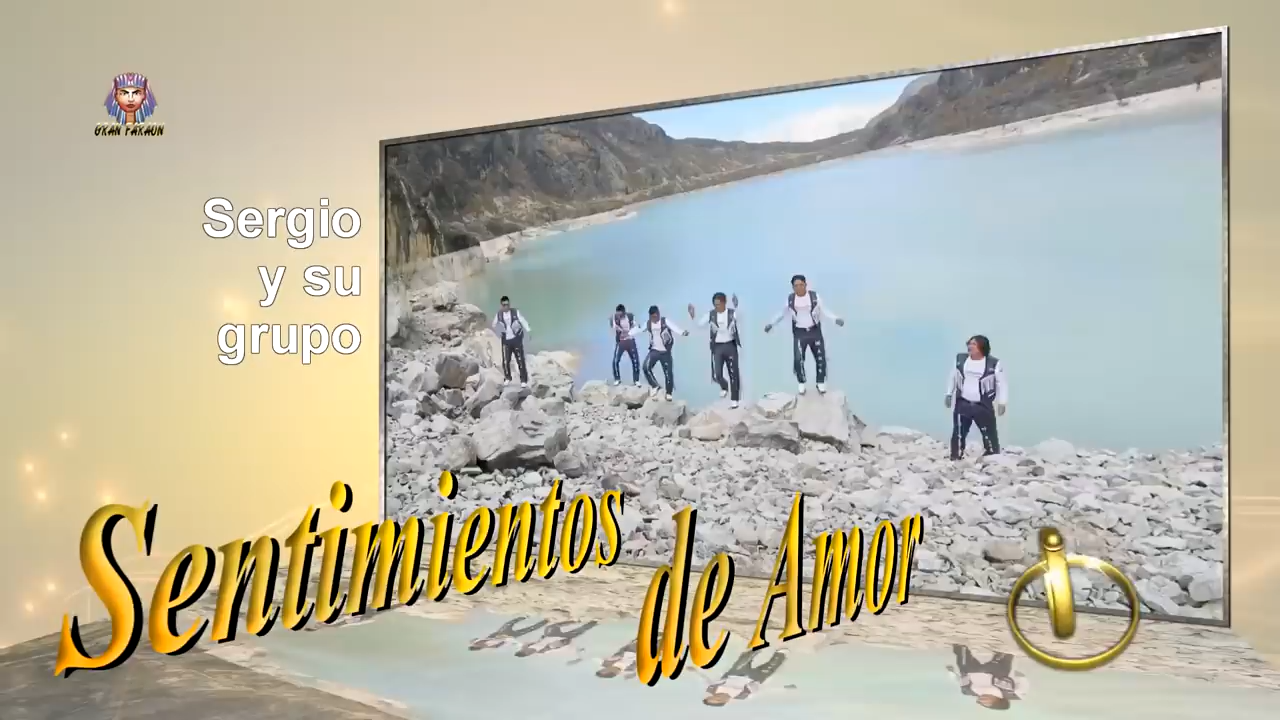 GRAN FARAON
Sergio
y su
grupo
Sentimientos
de Amor